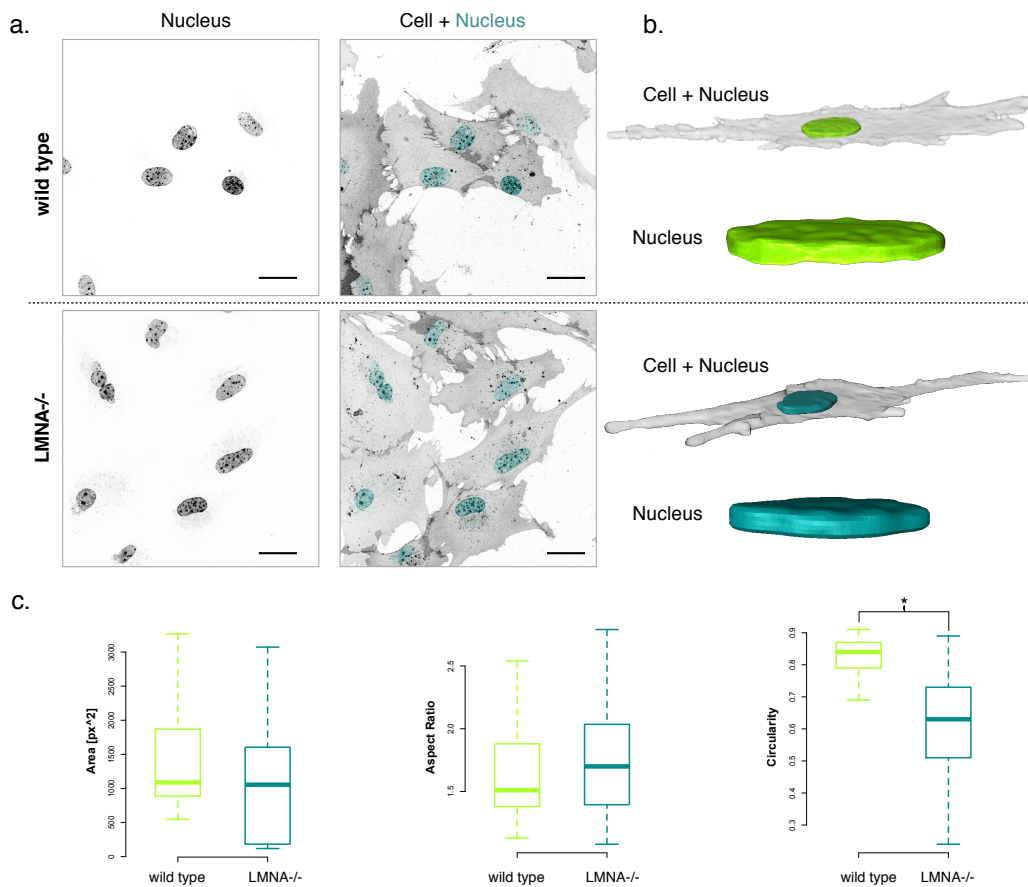 a.
Nucleus
Cell + Nucleus
b.
wild type
Cell + Nucleus
Nucleus
LMNA-/-
Cell + Nucleus
Nucleus
c.
Area [px^2]
0
500
1000
1500
2000
2500
3000
wild type
LMNA-/-
Aspect Ratio
1.5
2.0
2.5
wild type
LMNA-/-
*
Circularity
0.3
0.4
0.5
0.6
0.7
0.8
0.9
wild type
LMNA-/-